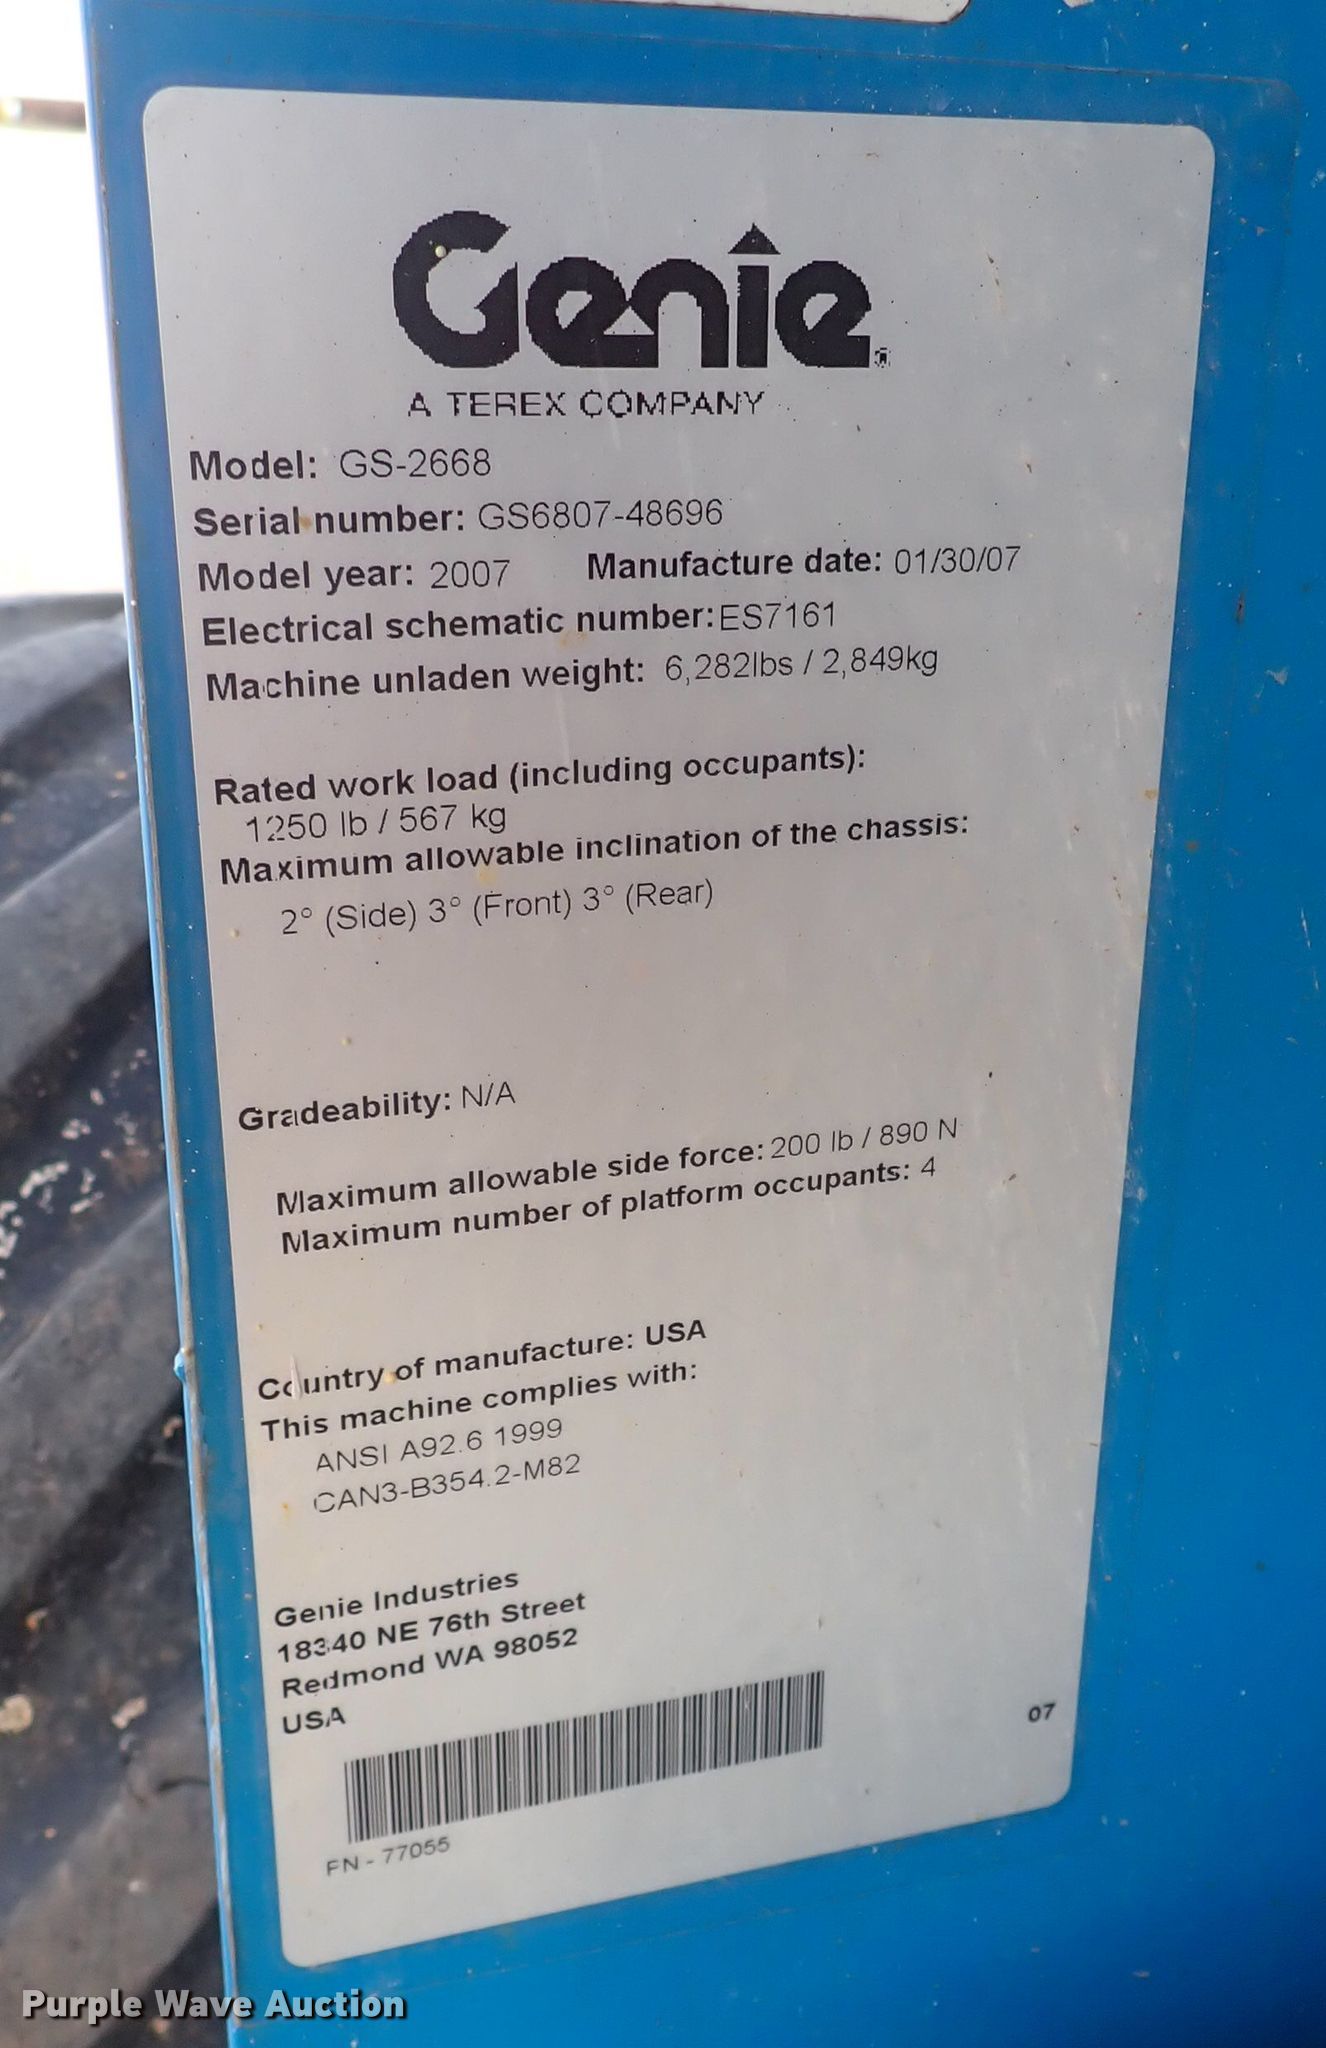 Genie®
A TEREX COMPANY
Model: GS-2668
Serial number: GS6807-48696
Model year: 2007 Manufacture date: 01/30/07
Electrical schematic number: ES7161
Machine unladen weight: 6,282lbs / 2,849kg
Rated work load (including occupants):
1250 lb / 567 kg
Maximum allowable inclination of the chassis:
2° (Side) 3° (Front) 3° (Rear)
Gradeability: N/A
Maximum allowable side force: 200 lb / 890 N
Maximum number of platform occupants: 4
Country of manufacture: USA
This machine complies with:
ANSI A92.6 1999
CAN3-B354.2-M82
Genie Industries
18340 NE 76th Street
Redmond WA 98052
USA
07
PN - 77055
Purple Wave Auction